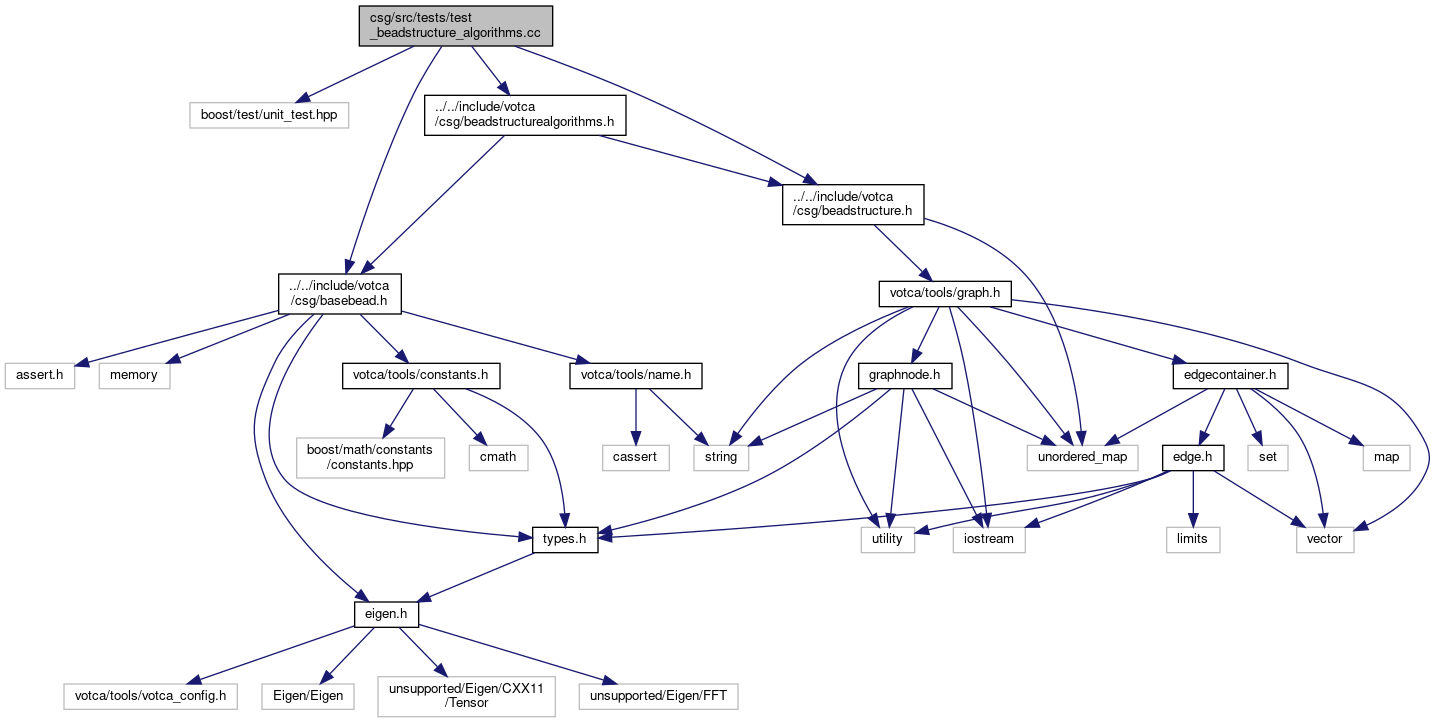 csg/src/tests/test
_beadstructure_algorithms.cc
boost/test/unit_test.hpp
../../include/votca
/csg/beadstructurealgorithms.h
../../include/votca
/csg/beadstructure.h
../../include/votca
/csg/basebead.h
votca/tools/graph.h
assert.h
memory
votca/tools/constants.h
votca/tools/name.h
graphnode.h
edgecontainer.h
boost/math/constants
/constants.hpp
cmath
cassert
string
unordered_map
edge.h
set
map
types.h
utility
iostream
limits
vector
eigen.h
votca/tools/votca_config.h
Eigen/Eigen
unsupported/Eigen/CXX11
/Tensor
unsupported/Eigen/FFT